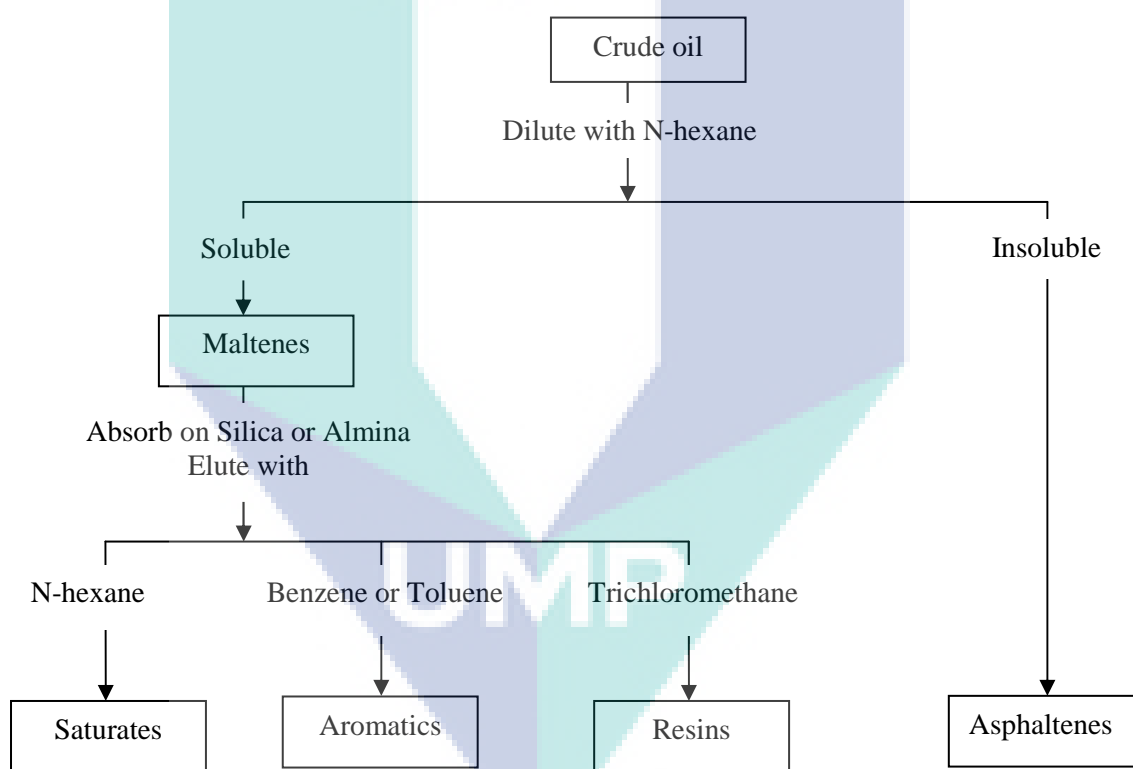 Crude oil
Dilute with N-hexane
Soluble
Insoluble
Maltenes
Absorb on Silica or Almina
Elute with
N-hexane
Benzene or Toluene
Trichloromethane
UMP
Saturates
Aromatics
Resins
Asphaltenes